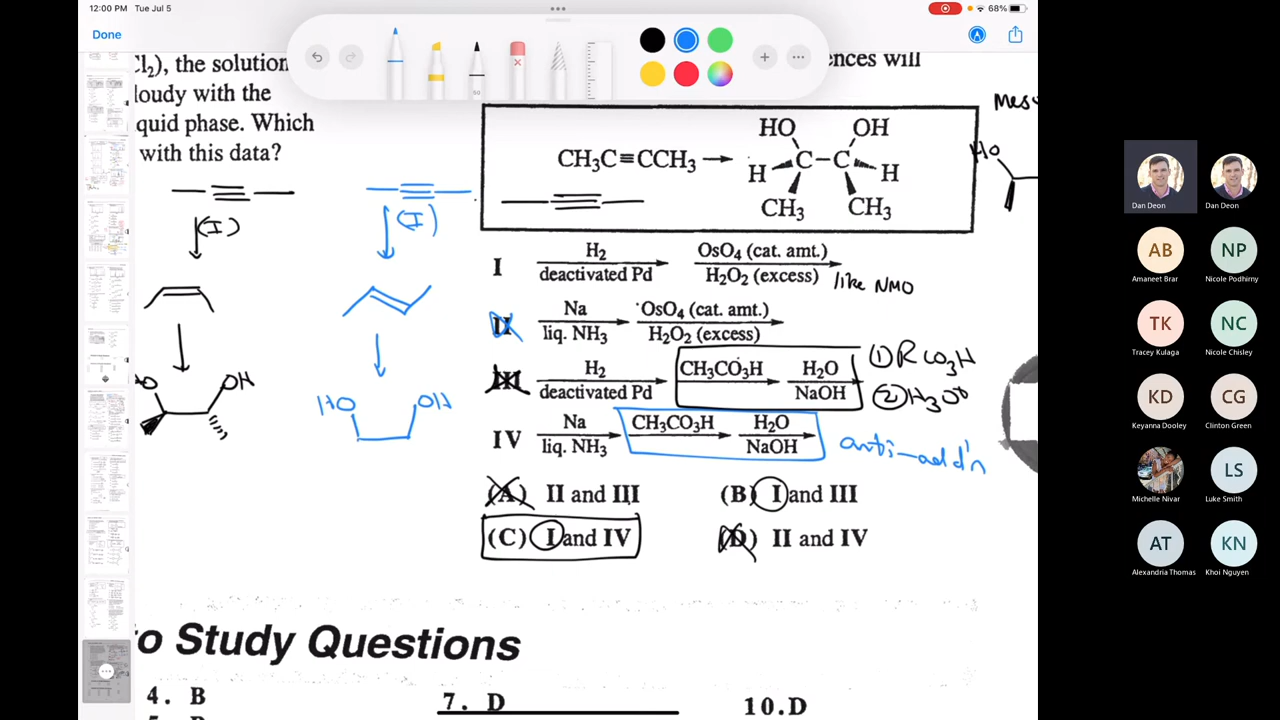 12:00 PM Tue Jul 5
68%
Done
Cl₂), the solution
loudy with the
quid phase. Which
with this data?
ences will
Meso
HO
HO OH
CH₃C≡CCH₃ → C–C
H H
CH₃ CH₃
(I)
(I)
I H₂ OsO₄ (cat. amt.)
deactivated Pd H₂O₂ (excess) like NMO
II Na OsO₄ (cat. amt.)
liq. NH₃ H₂O₂ (excess)
III H₂ CH₃CO₃H H₂O
deactivated Pd NaOH
① RCO₃H
② H₃O⊕
OH
HO OH
IV Na CH₃CO₃H H₂O
liq. NH₃ NaOH
anti-add'n
(A) II and III (B) I and III
(C) I and IV (D) II and IV
to Study Questions
4. B 7. D 10. D
Dan Deon
Dan Deon
AB
Amaneet Brar
NP
Nicole Podhirny
TK
Tracey Kulaga
NC
Nicole Chisley
KD
Keyanna Dooley
CG
Clinton Green
Michelle Nivar
LS
Luke Smith
AT
Alexandria Thomas
KN
Khoi Nguyen